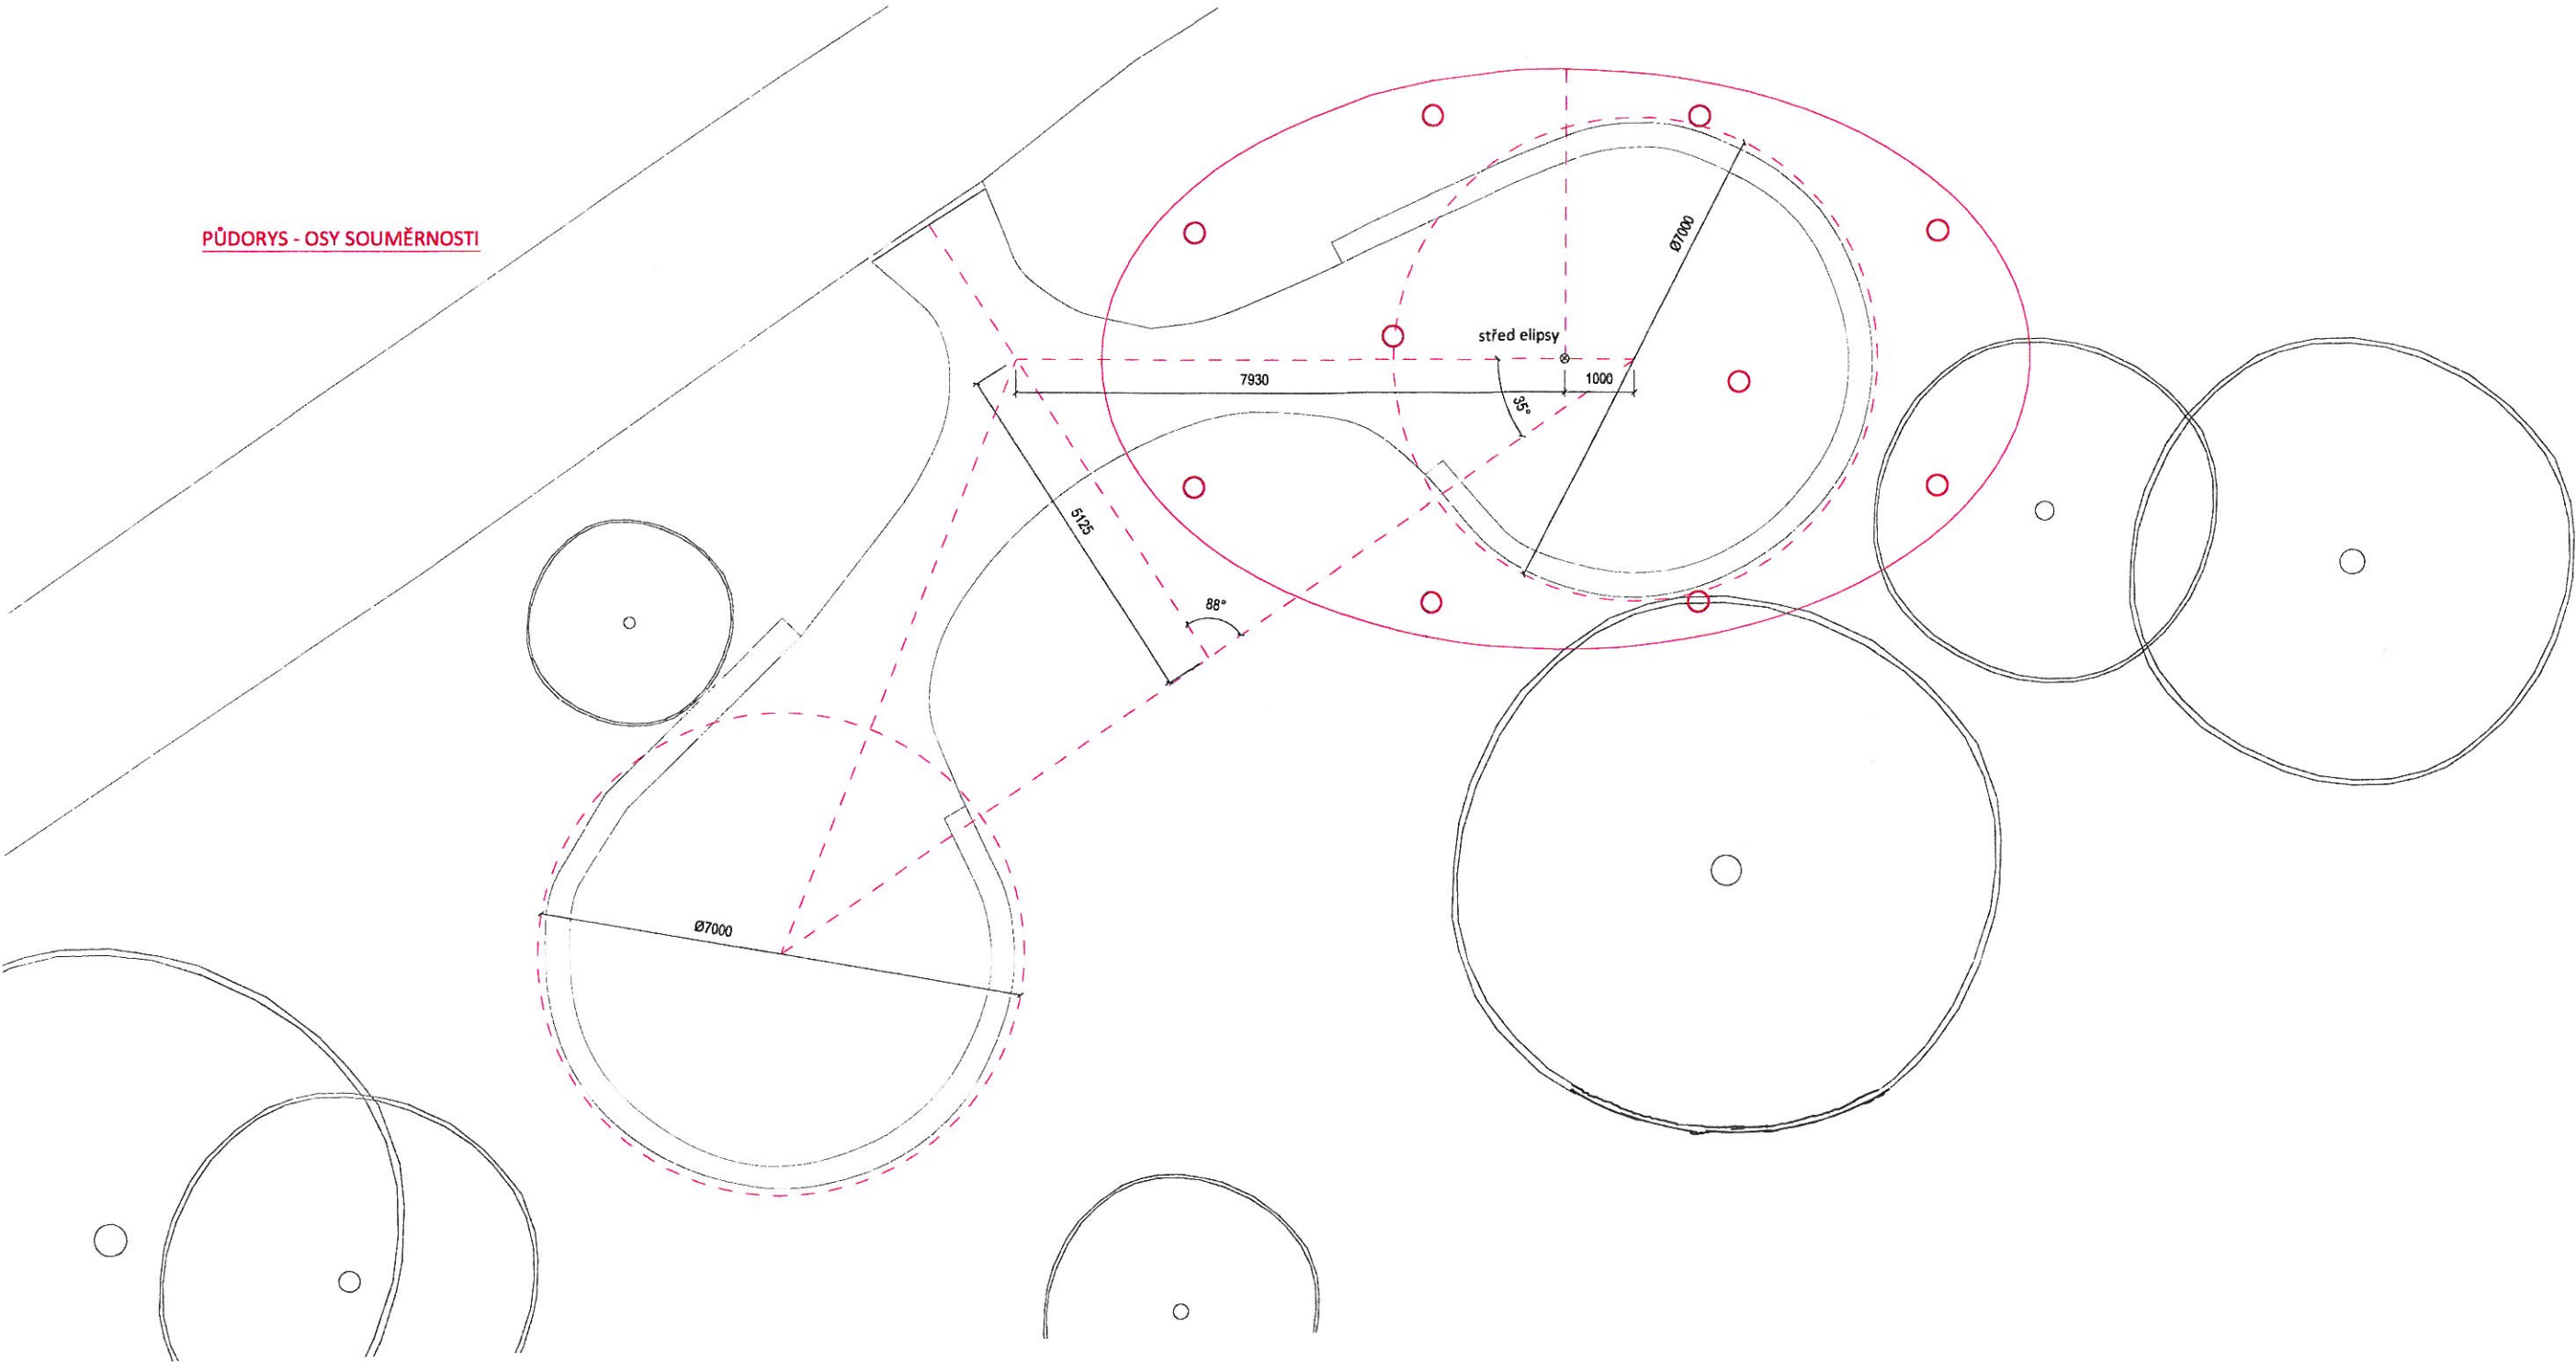 PŮDORYS - OSY SOUMĚRNOSTI
Ø7000
střed elipsy
7930
1000
35°
5125
88°
Ø7000